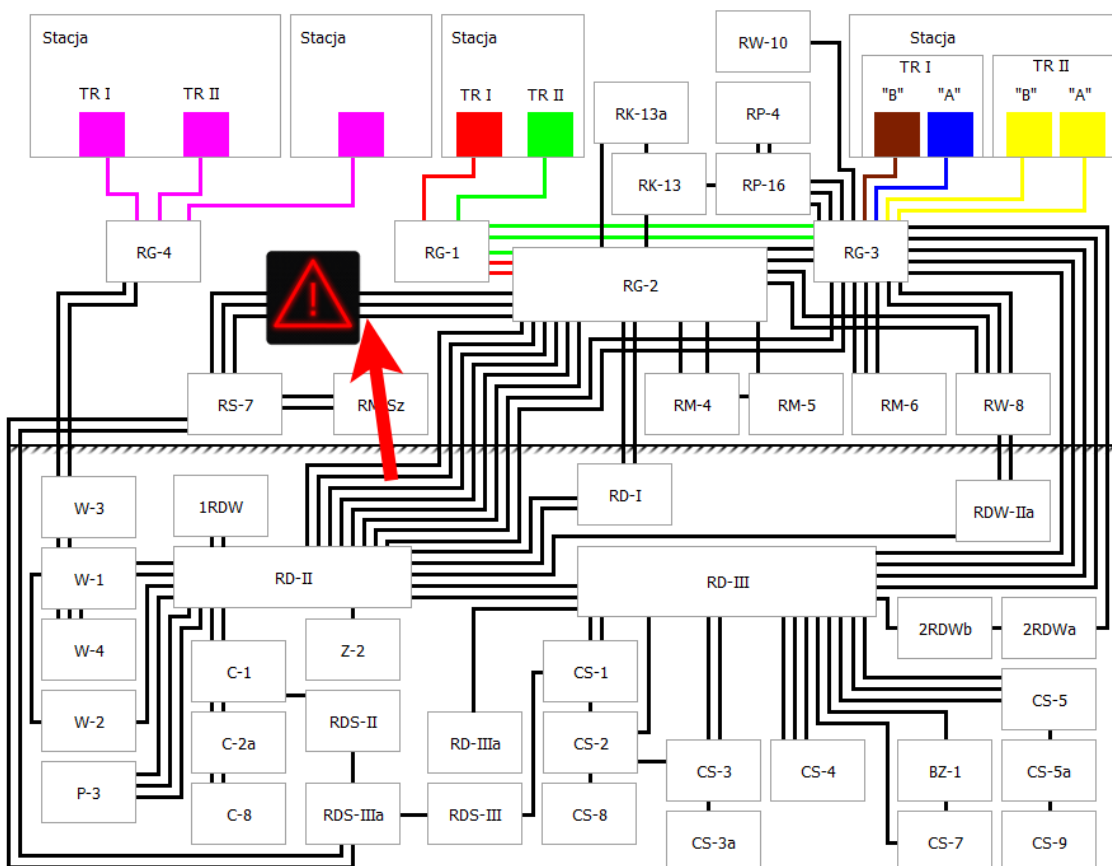 Stacja
Stacja
Stacja
RW-10
Stacja
TR I
TR II
TR I
TR II
TR I
TR II
"B"
"A"
"B"
"A"
RK-13a
RP-4
RK-13
RP-16
RG-4
RG-1
RG-3
RG-2
!
RS-7
RM-4
RM-5
RM-6
RW-8
W-3
1RDW
RD-I
RDW-IIa
W-1
RD-II
RD-III
W-4
Z-2
2RDWb
2RDWa
C-1
CS-1
CS-5
W-2
RDS-II
C-2a
RD-IIIa
CS-2
CS-3
CS-4
BZ-1
CS-5a
P-3
C-8
RDS-IIIa
RDS-III
CS-8
CS-3a
CS-7
CS-9